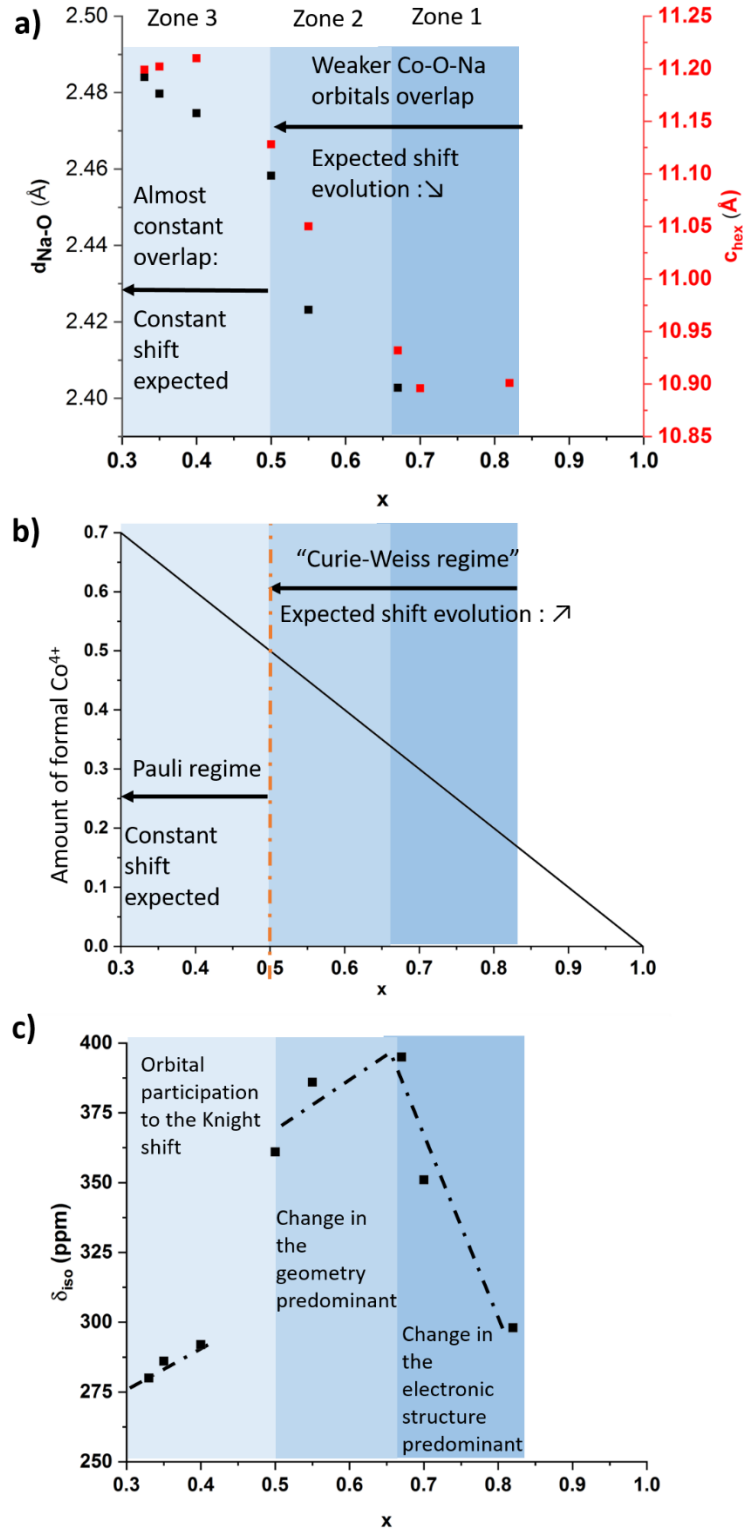 a)
Zone 3 Zone 2 Zone 1
2.50
2.48
2.46
2.44
2.42
2.40
dNa-O (Å)
11.25
11.20
11.15
11.10
11.05
11.00
10.95
10.90
10.85
chex (Å)
Weaker Co-O-Na
orbitals overlap
Expected shift
evolution :↘
Almost
constant
overlap:
Constant
shift
expected
0.3 0.4 0.5 0.6 0.7 0.8 0.9 1.0
x
b)
0.7
0.6
0.5
0.4
0.3
0.2
0.1
0.0
Amount of formal Co⁴⁺
“Curie-Weiss regime”
Expected shift evolution : ↗
Pauli regime
Constant
shift
expected
0.3 0.4 0.5 0.6 0.7 0.8 0.9 1.0
x
c)
400
375
350
325
300
275
250
δiso (ppm)
Orbital
participation
to the Knight
shift
Change in
the
geometry
predominant
Change in
the
electronic
structure
predominant
0.3 0.4 0.5 0.6 0.7 0.8 0.9 1.0
x